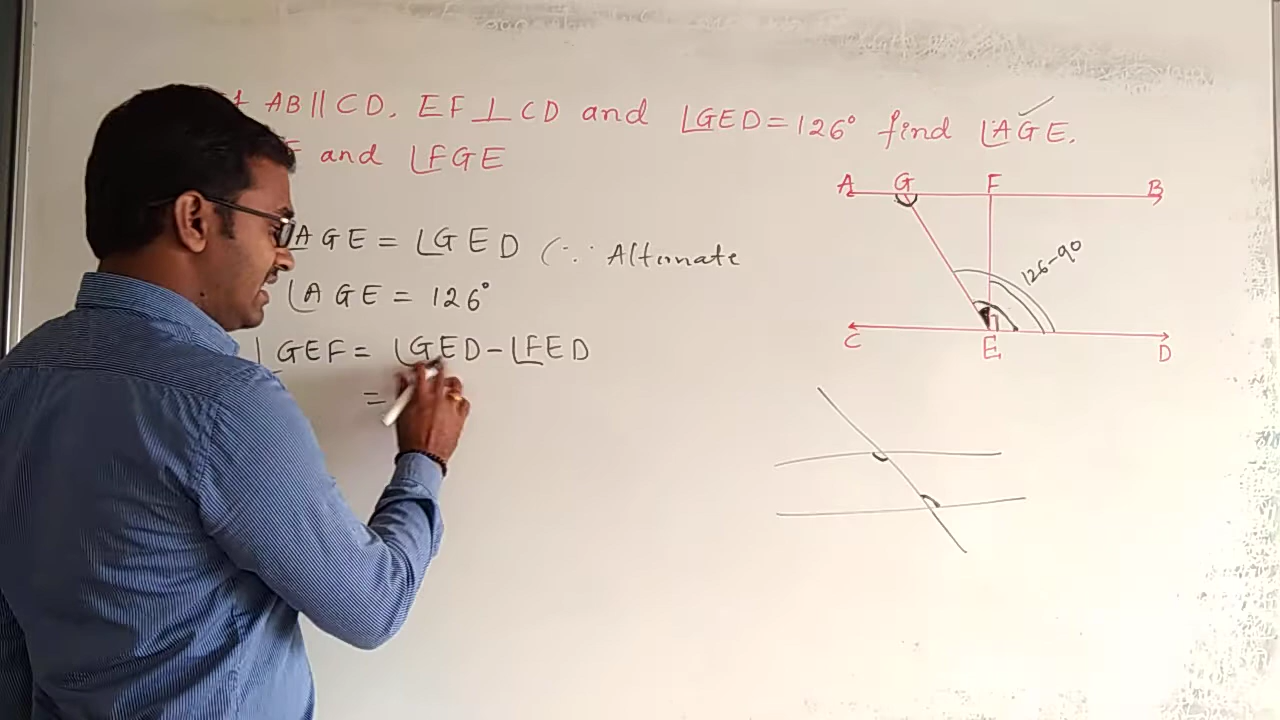 AB || CD, EF ⊥ CD and ∠GED = 126° find ∠AGE.
F and ∠FGE
∠AGE = ∠GED (∵ Alternate
∠AGE = 126°
∠GEF = ∠GED - ∠FED
=
A G F B
126-90
C E D